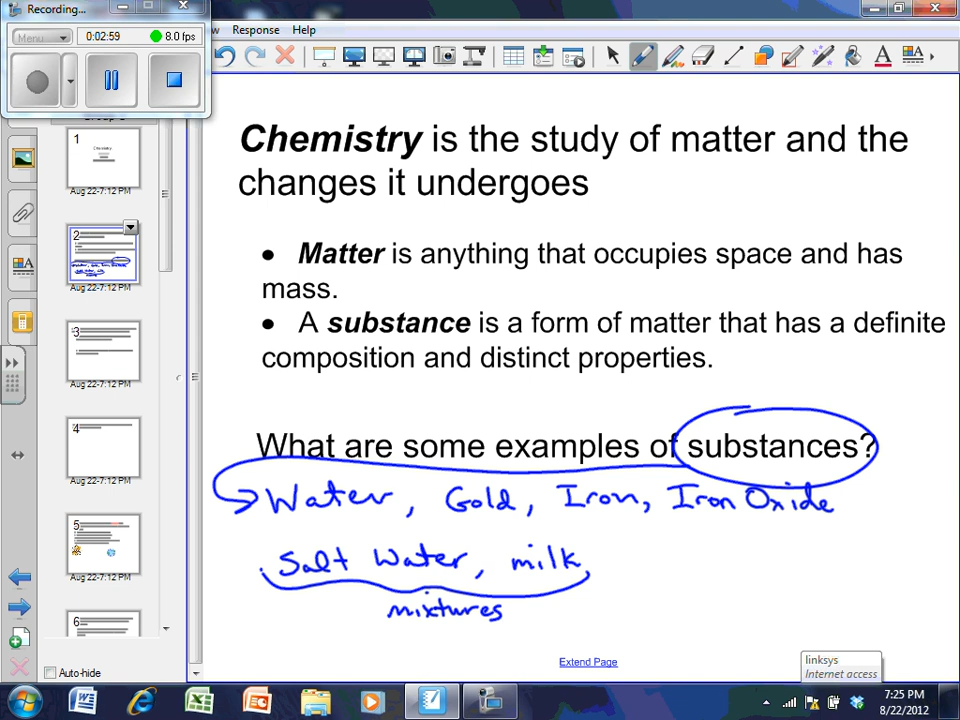 Recording...
Menu
0:02:59
8.0 fps
w Response Help
Chemistry is the study of matter and the
changes it undergoes
• Matter is anything that occupies space and has
mass.
• A substance is a form of matter that has a definite
composition and distinct properties.
What are some examples of substances?
Water, Gold, Iron, Iron Oxide
Salt Water, milk
mixtures
Extend Page
1
Chemistry
Aug 22-7:12 PM
2
Aug 22-7:12 PM
3
Aug 22-7:12 PM
4
Aug 22-7:12 PM
5
Aug 22-7:12 PM
6
Auto-hide
linksys
Internet access
7:25 PM
8/22/2012